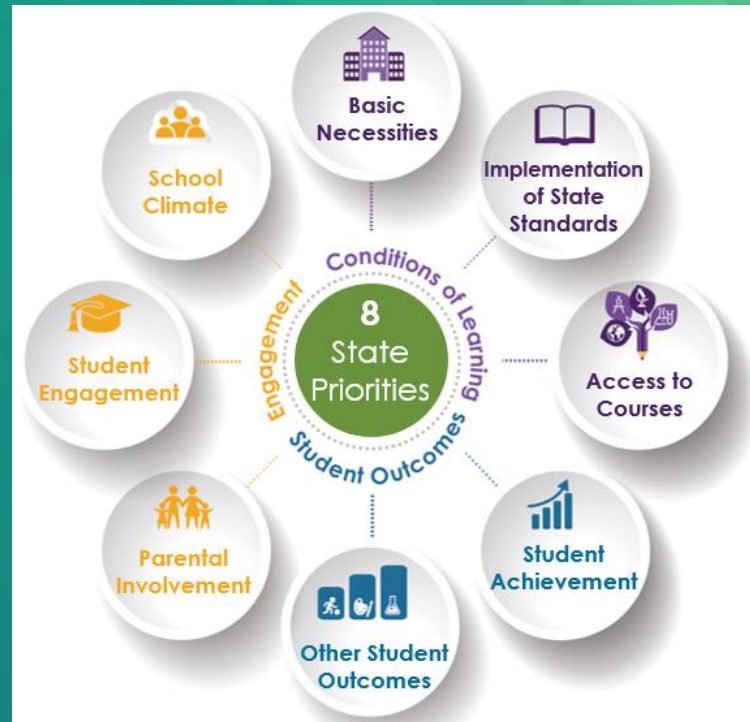 Basic
Necessities
Implementation
of State
Standards
Access to
Courses
Student
Achievement
Other Student
Outcomes
Parental
Involvement
Student
Engagement
School
Climate
Conditions of Learning
Student Outcomes
Engagement
8
State
Priorities